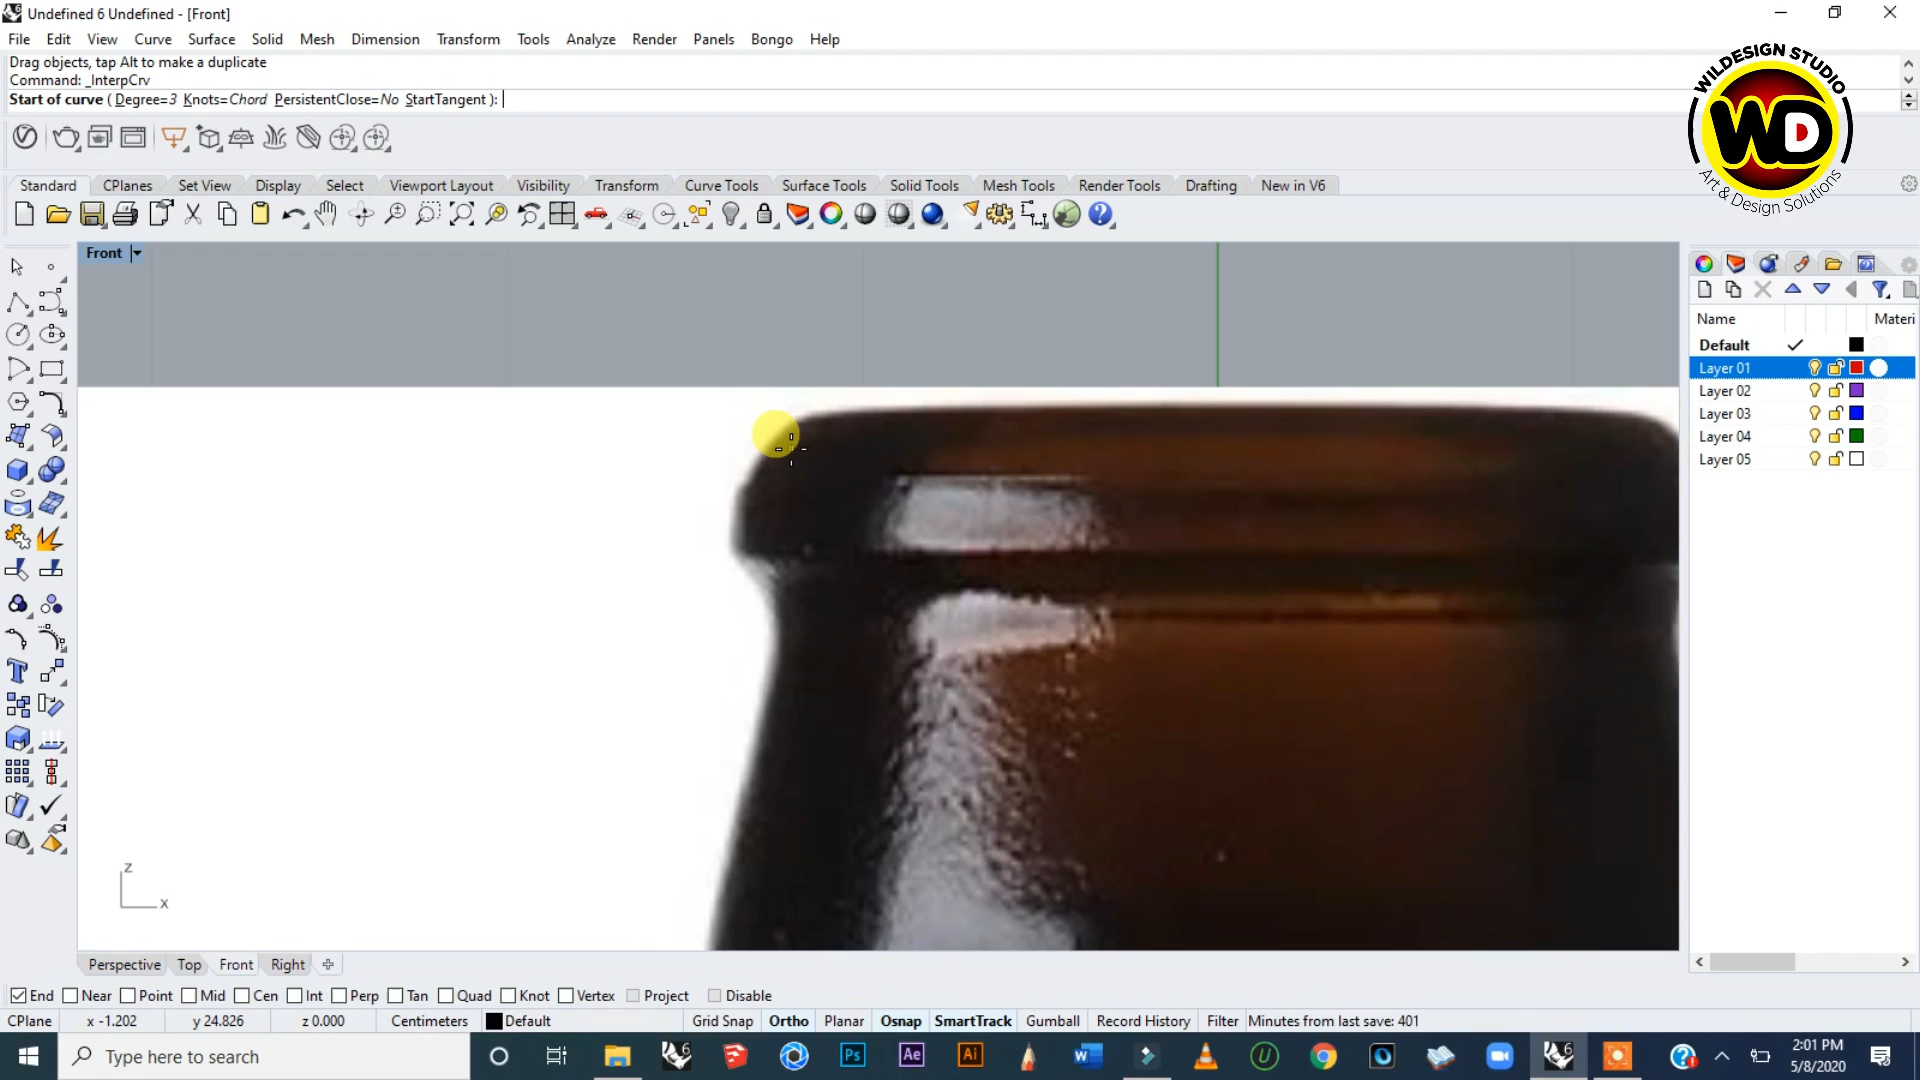 Undefined 6 Undefined - [Front]
File Edit View Curve Surface Solid Mesh Dimension Transform Tools Analyze Render Panels Bongo Help
Drag objects, tap Alt to make a duplicate
Command: _InterpCrv
Start of curve ( Degree=3 Knots=Chord PersistentClose=No StartTangent ):
WILDESIGN STUDIO
WD
Art & Design Solutions
Standard CPlanes Set View Display Select Viewport Layout Visibility Transform Curve Tools Surface Tools Solid Tools Mesh Tools Render Tools Drafting New in V6
Front
Name Materi
Default
Layer 01
Layer 02
Layer 03
Layer 04
Layer 05
z
x
Perspective Top Front Right
End Near Point Mid Cen Int Perp Tan Quad Knot Vertex Project Disable
CPlane x -1.202 y 24.826 z 0.000 Centimeters Default Grid Snap Ortho Planar Osnap SmartTrack Gumball Record History Filter Minutes from last save: 401
Type here to search
Ps Ae Ai
2:01 PM
5/8/2020